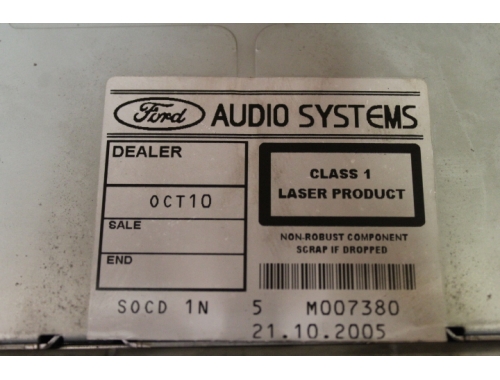 Ford AUDIO SYSTEMS
DEALER
OCT10
SALE
END
CLASS 1
LASER PRODUCT
NON-ROBUST COMPONENT
SCRAP IF DROPPED
SOCD 1N 5 M007380
21.10.2005